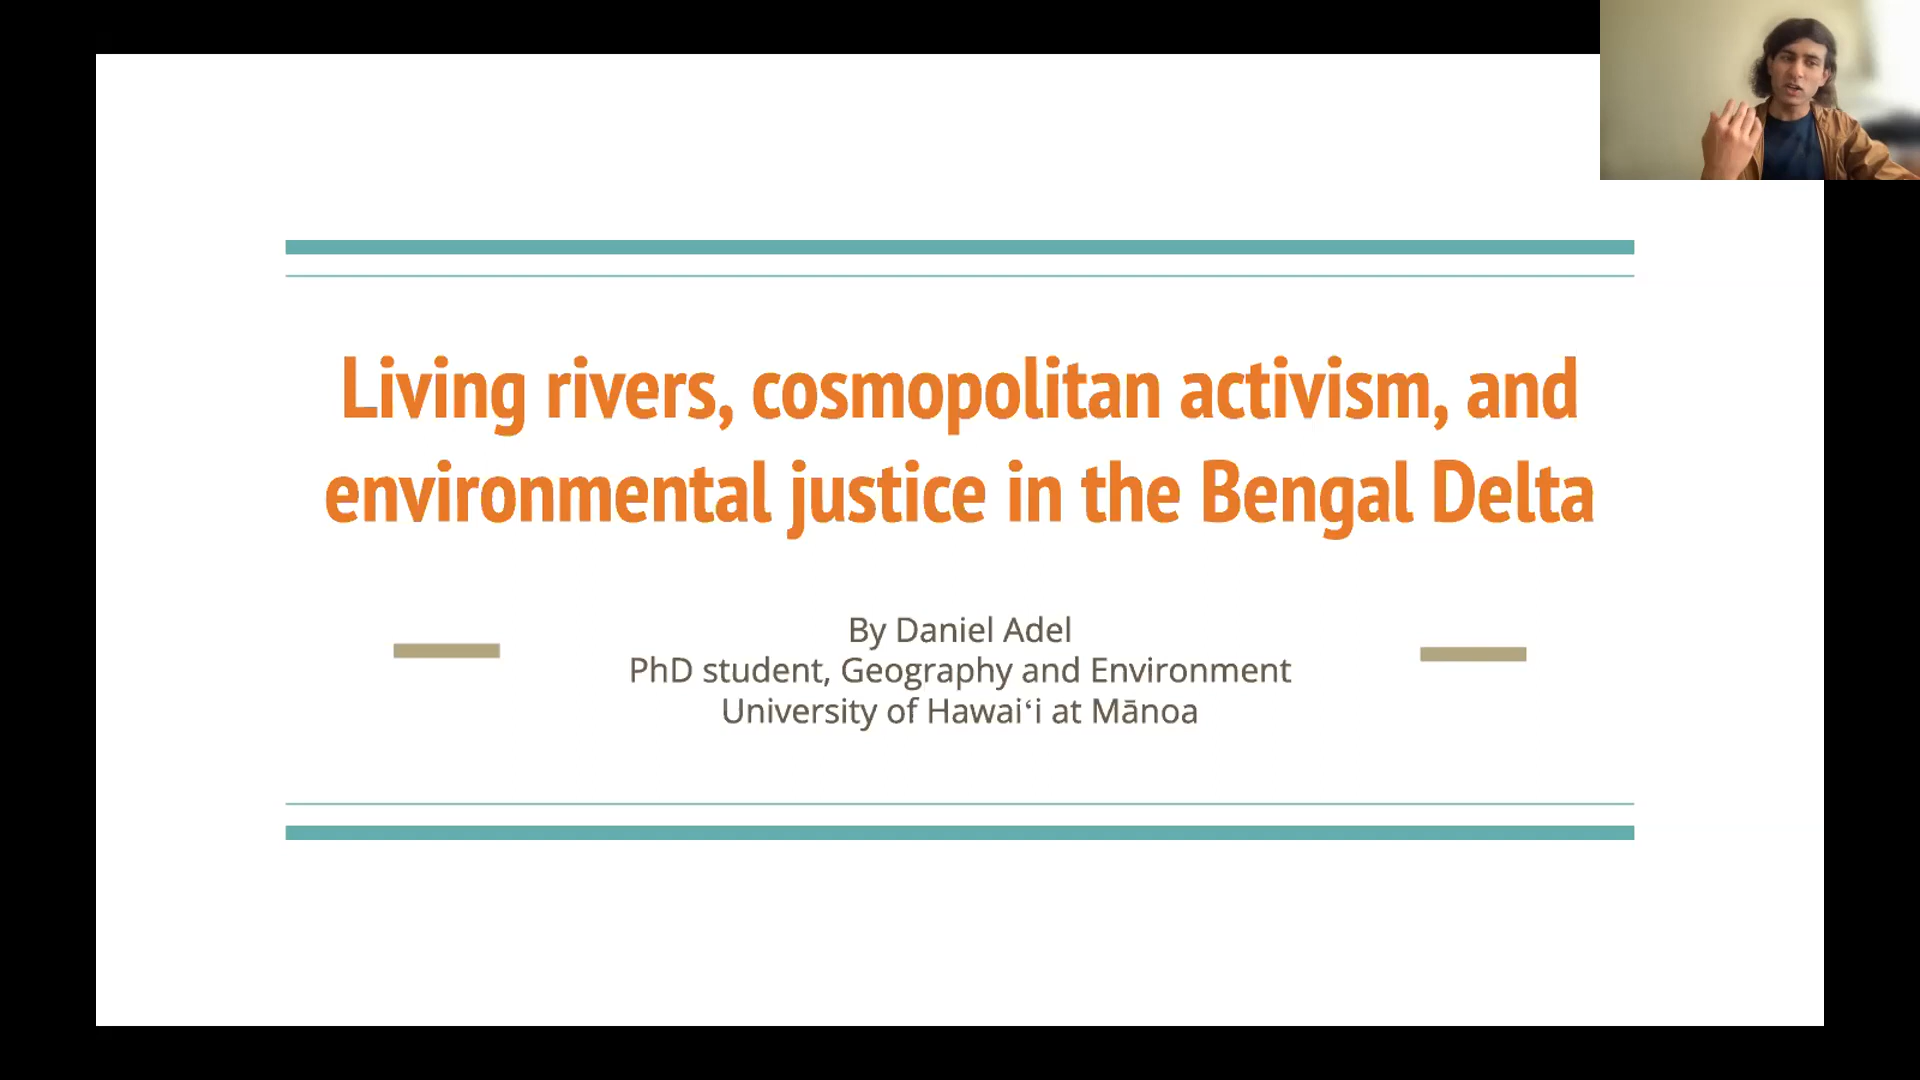 Living rivers, cosmopolitan activism, and
environmental justice in the Bengal Delta
By Daniel Adel
PhD student, Geography and Environment
University of Hawaiʻi at Mānoa